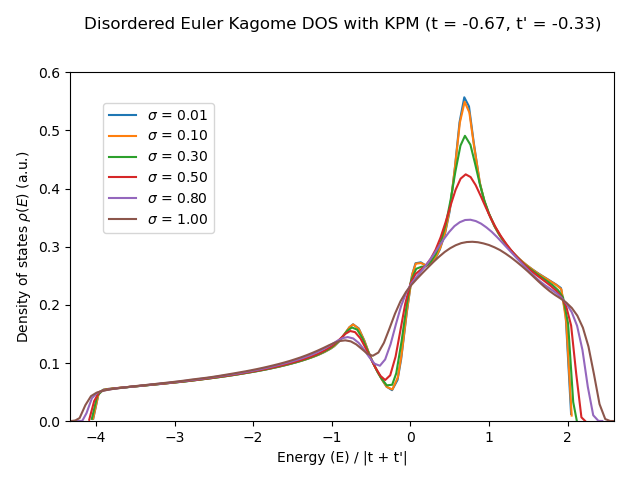 Disordered Euler Kagome DOS with KPM (t = -0.67, t' = -0.33)
Density of states ρ(E) (a.u.)
0.6
0.5
0.4
0.3
0.2
0.1
0.0
σ = 0.01
σ = 0.10
σ = 0.30
σ = 0.50
σ = 0.80
σ = 1.00
−4 −3 −2 −1 0 1 2
Energy (E) / |t + t'|